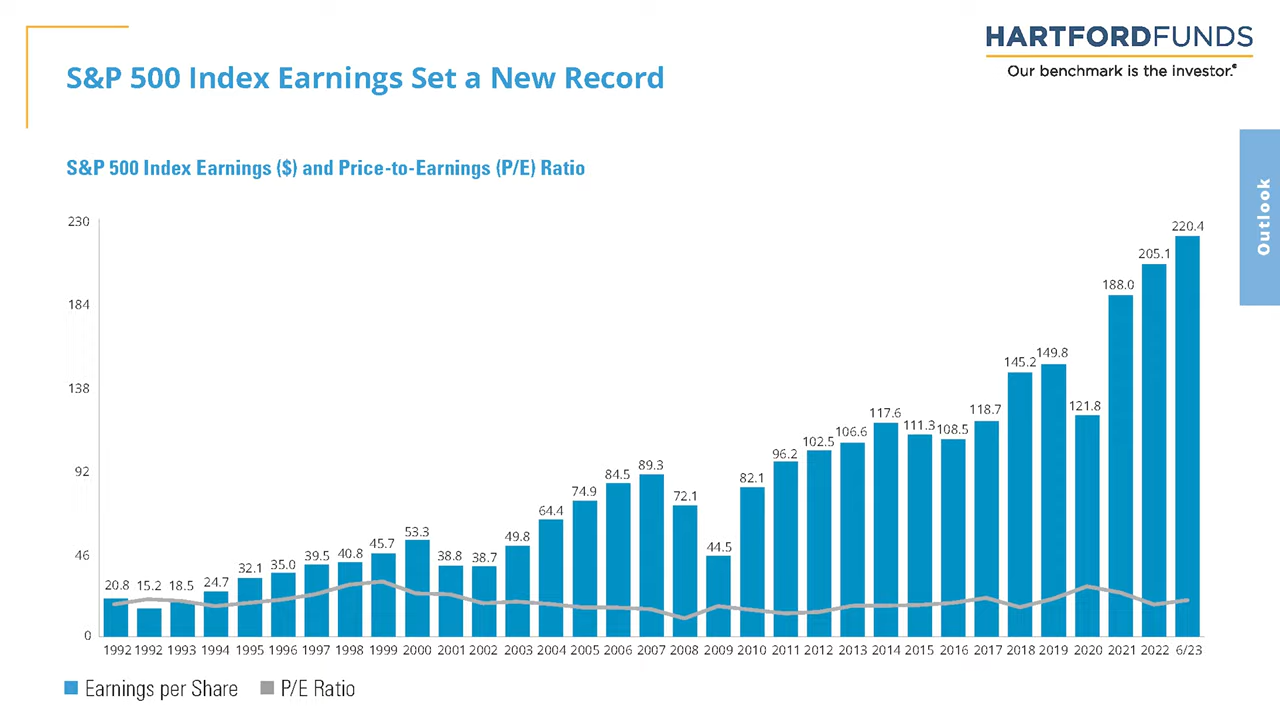 HARTFORDFUNDS
Our benchmark is the investor.®
S&P 500 Index Earnings Set a New Record
S&P 500 Index Earnings ($) and Price-to-Earnings (P/E) Ratio
Outlook
230
184
138
92
46
0
20.8 15.2 18.5 24.7 32.1 35.0 39.5 40.8 45.7 53.3 38.8 38.7 49.8 64.4 74.9 84.5 89.3 72.1 44.5 82.1 96.2 102.5 106.6 117.6 111.3 108.5 118.7 145.2 149.8 121.8 188.0 205.1 220.4
1992 1992 1993 1994 1995 1996 1997 1998 1999 2000 2001 2002 2003 2004 2005 2006 2007 2008 2009 2010 2011 2012 2013 2014 2015 2016 2017 2018 2019 2020 2021 2022 6/23
Earnings per Share P/E Ratio